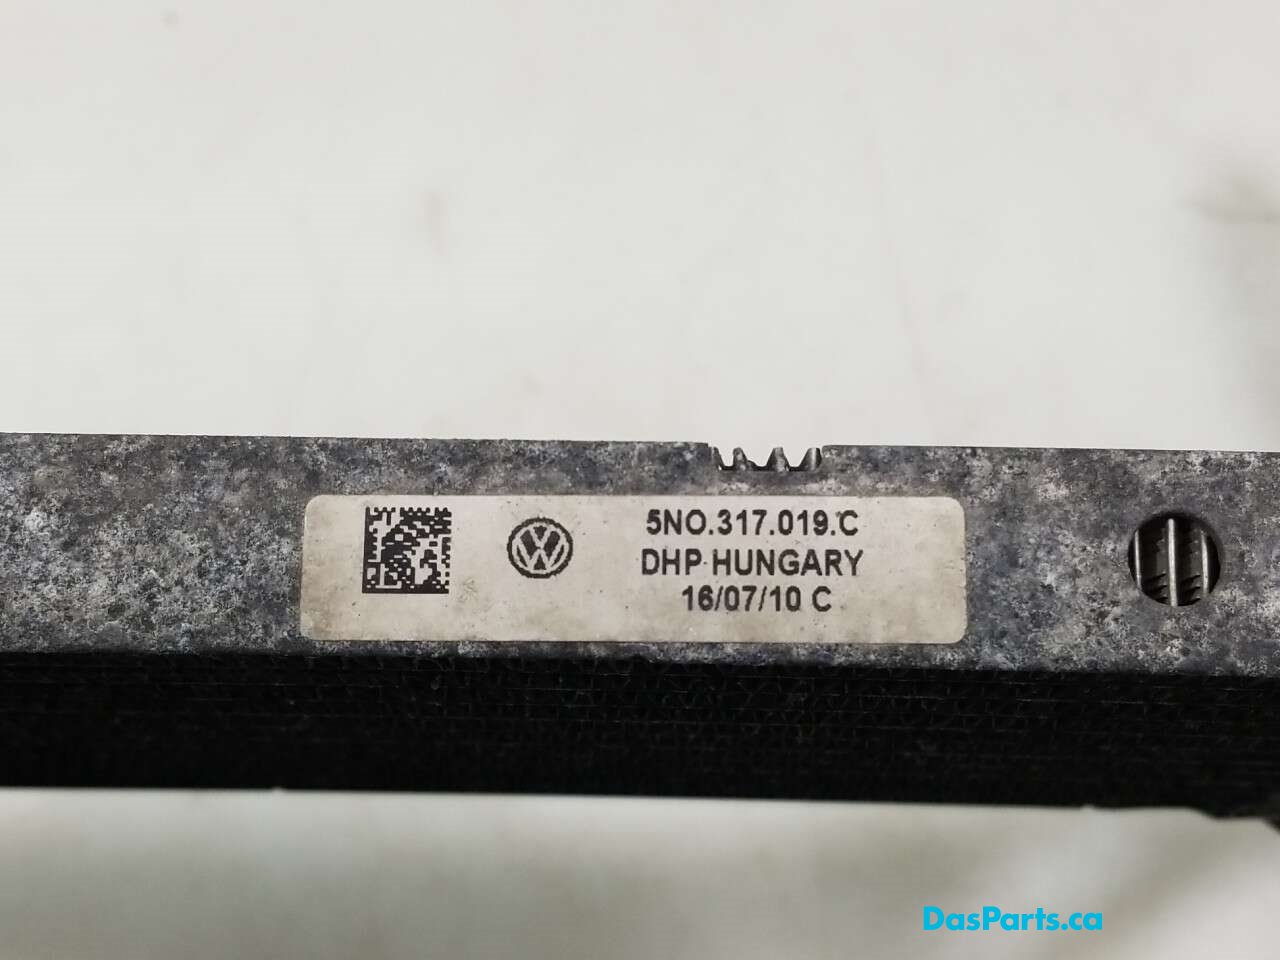 5NO.317.019.C
DHP HUNGARY
16/07/10 C
DasParts.ca